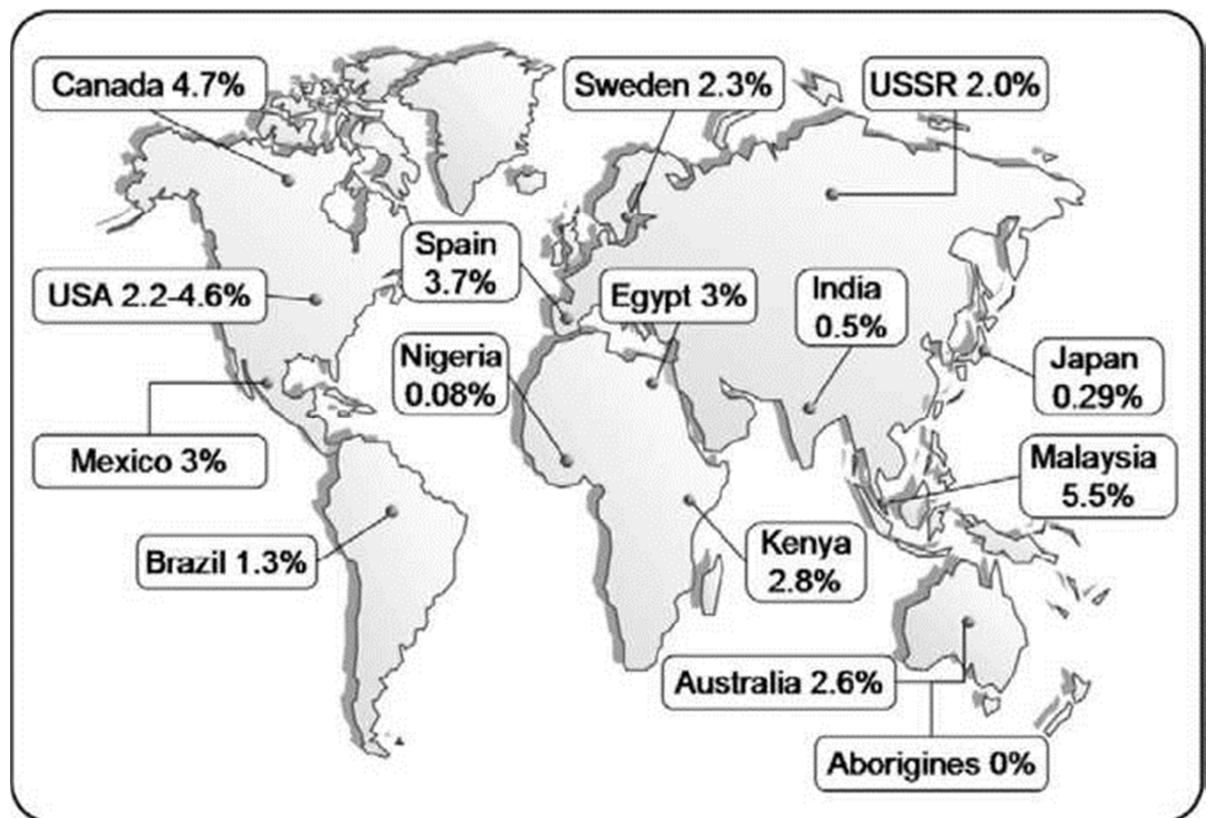 Canada 4.7%
Sweden 2.3%
USSR 2.0%
Spain
3.7%
USA 2.2-4.6%
Egypt 3%
India
0.5%
Nigeria
0.08%
Japan
0.29%
Mexico 3%
Malaysia
5.5%
Brazil 1.3%
Kenya
2.8%
Australia 2.6%
Aborigines 0%